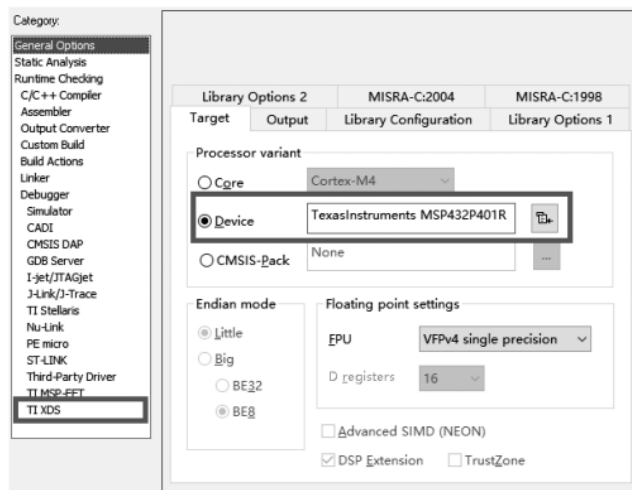 Category:
General Options
Static Analysis
Runtime Checking
C/C++ Compiler
Assembler
Output Converter
Custom Build
Build Actions
Linker
Debugger
Simulator
CADI
CMSIS DAP
GDB Server
I-jet/JTAGjet
J-Link/J-Trace
TI Stellaris
Nu-Link
PE micro
ST-LINK
Third-Party Driver
TI MSP-FET
TI XDS
Library Options 2 MISRA-C:2004 MISRA-C:1998
Target Output Library Configuration Library Options 1
Processor variant
Core Cortex-M4
Device TexasInstruments MSP432P401R
CMSIS-Pack None ...
Endian mode
Little
Big
BE32
BE8
Floating point settings
FPU VFPv4 single precision
D registers 16
Advanced SIMD (NEON)
DSP Extension TrustZone